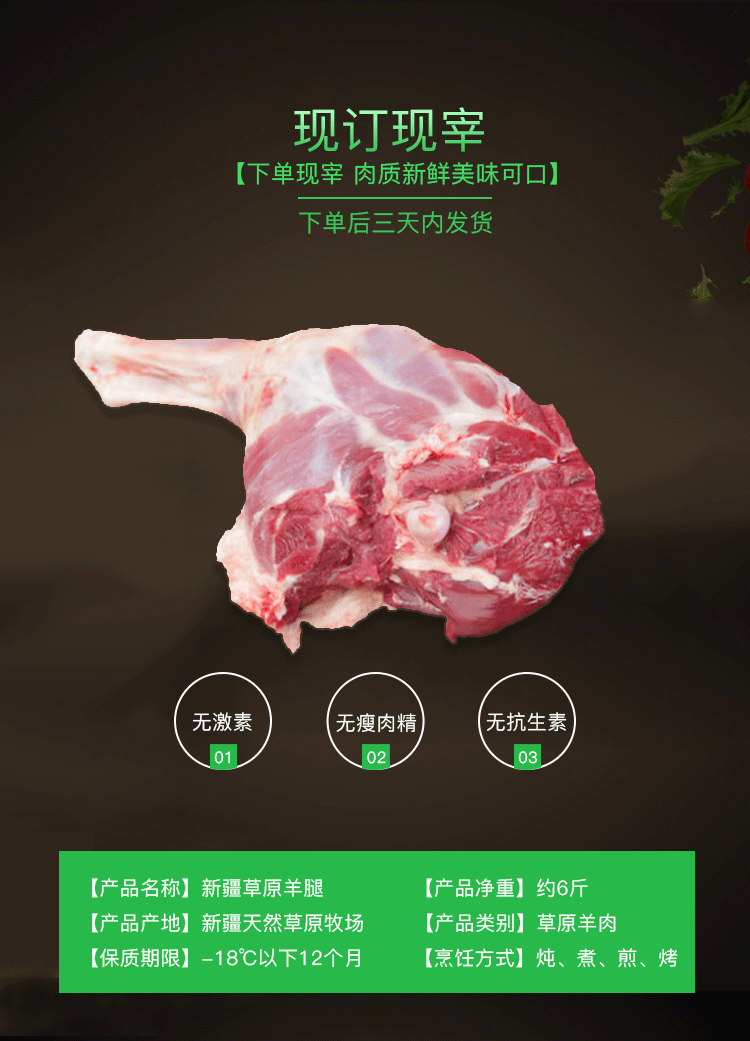 现订现宰
【下单现宰 肉质新鲜美味可口】
下单后三天内发货
无激素
01
无瘦肉精
02
无抗生素
03
【产品名称】新疆草原羊腿
【产品净重】约6斤
【产品产地】新疆天然草原牧场
【产品类别】草原羊肉
【保质期限】-18℃以下12个月
【烹饪方式】炖、煮、煎、烤